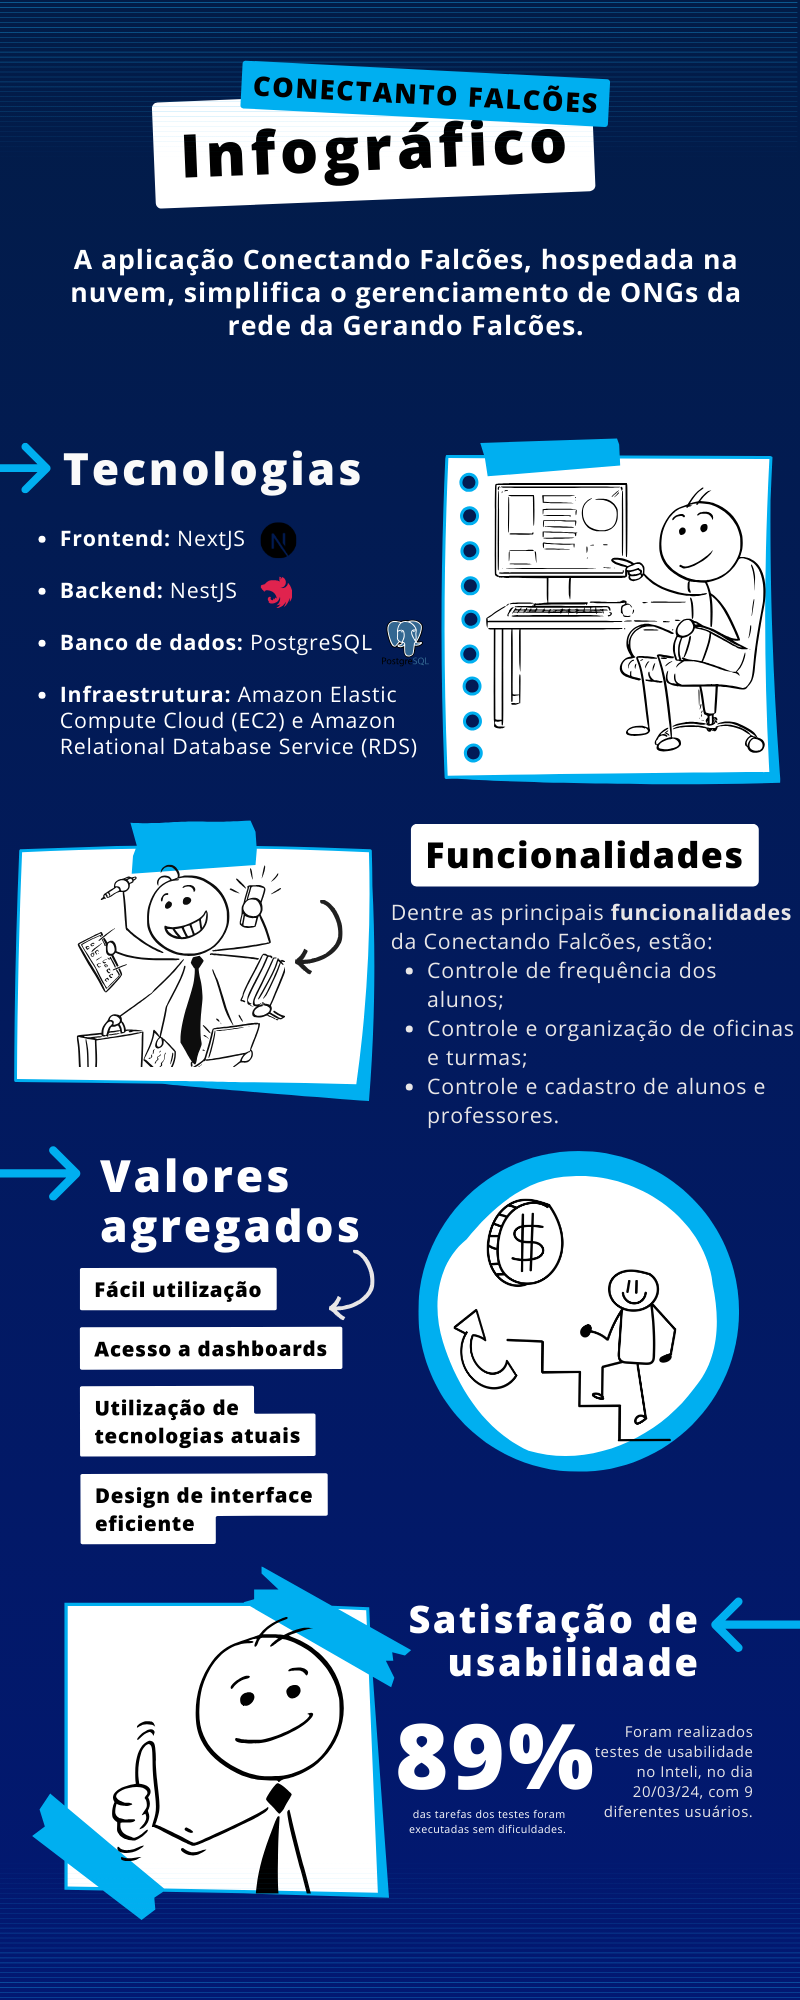 CONECTANTO FALCÕES
Infográfico
A aplicação Conectando Falcões, hospedada na
nuvem, simplifica o gerenciamento de ONGs da
rede da Gerando Falcões.
Tecnologias
• Frontend: NextJS
N
• Backend: NestJS
• Banco de dados: PostgreSQL
PostgreSQL
• Infraestrutura: Amazon Elastic
Compute Cloud (EC2) e Amazon
Relational Database Service (RDS)
Funcionalidades
Dentre as principais funcionalidades
da Conectando Falcões, estão:
• Controle de frequência dos
alunos;
• Controle e organização de oficinas
e turmas;
• Controle e cadastro de alunos e
professores.
Valores
agregados
Fácil utilização
Acesso a dashboards
Utilização de
tecnologias atuais
Design de interface
eficiente
$
Satisfação de
usabilidade
89%
das tarefas dos testes foram
executadas sem dificuldades.
Foram realizados
testes de usabilidade
no Inteli, no dia
20/03/24, com 9
diferentes usuários.